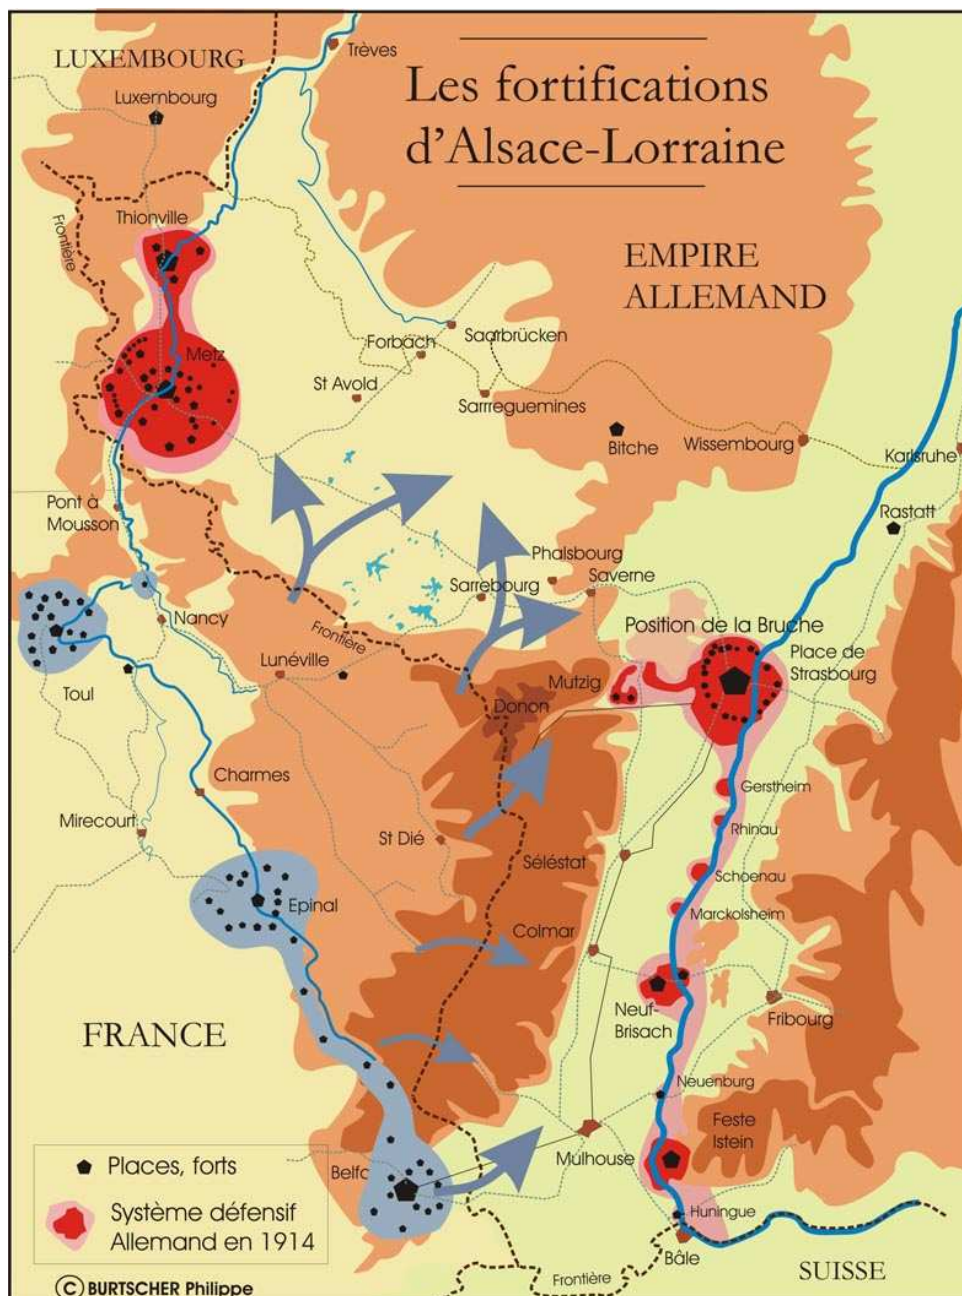 Les fortifications
d'Alsace-Lorraine
LUXEMBOURG
Trèves
Luxembourg
Thionville
Frontière
EMPIRE
ALLEMAND
Metz
Saarbrücken
Forbach
St Avold
Sarrreguemines
Bitche
Wissembourg
Karlsruhe
Rastatt
Pont à
Mousson
Phalsbourg
Sarrebourg
Saverne
Nancy
Frontière
Position de la Bruche
Lunéville
Place de
Strasbourg
Toul
Mutzig
Donon
Charmes
Gerstheim
Mirecourt
St Dié
Rhinau
Séléstat
Schoenau
Epinal
Marckolsheim
Colmar
Neuf-
Brisach
Fribourg
FRANCE
Neuenburg
Feste
Istein
Mulhouse
Belfo
Places, forts
Huningue
Système défensif
Allemand en 1914
Bâle
SUISSE
Frontière
© BURTSCHER Philippe